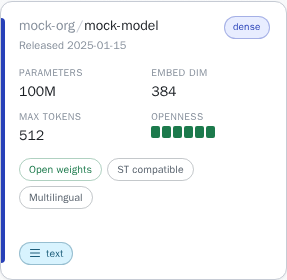 mock-org/mock-model
dense
Released 2025-01-15
PARAMETERS
EMBED DIM
100M
384
MAX TOKENS
OPENNESS
512
Open weights
ST compatible
Multilingual
text